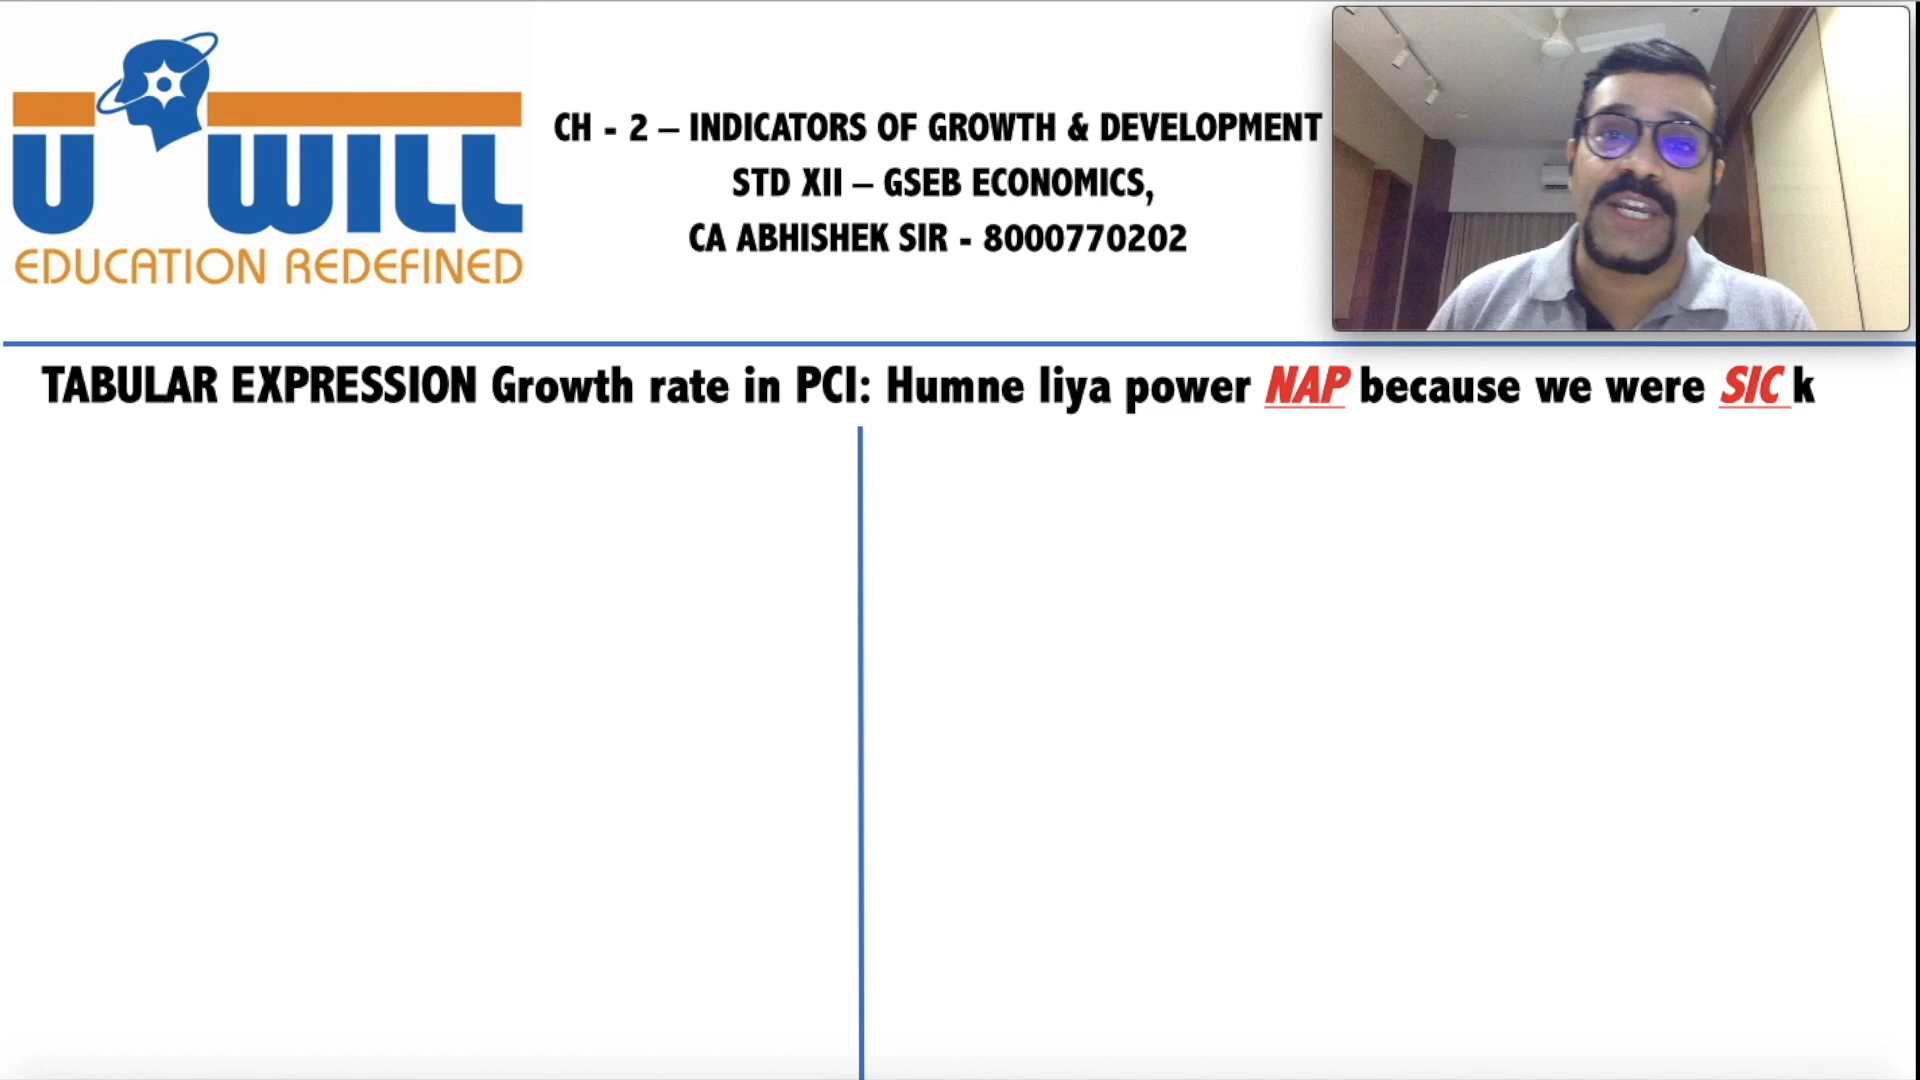 U WILL
EDUCATION REDEFINED
CH - 2 – INDICATORS OF GROWTH & DEVELOPMENT
STD XII – GSEB ECONOMICS,
CA ABHISHEK SIR - 8000770202
TABULAR EXPRESSION Growth rate in PCI: Humne liya power NAP because we were SIC k